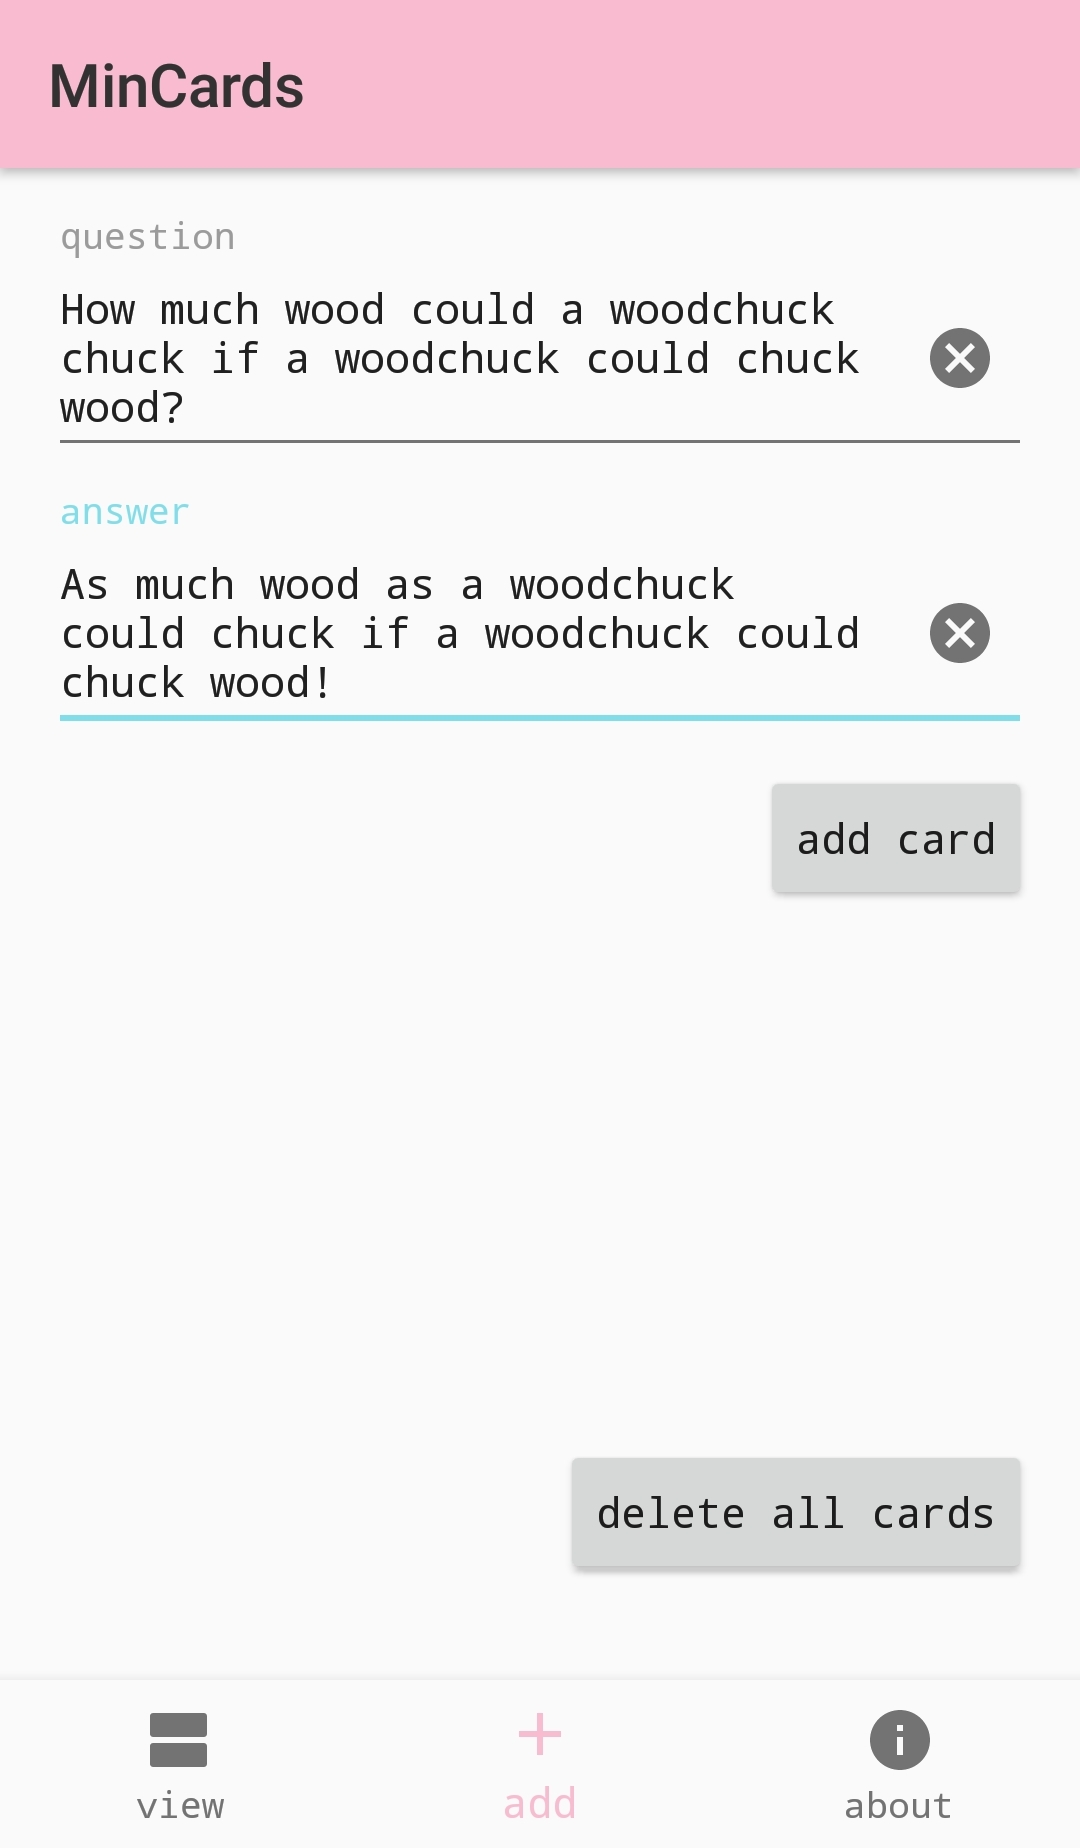 MinCards
question
How much wood could a woodchuck
chuck if a woodchuck could chuck
wood?
answer
As much wood as a woodchuck
could chuck if a woodchuck could
chuck wood!
add card
delete all cards
view
add
about